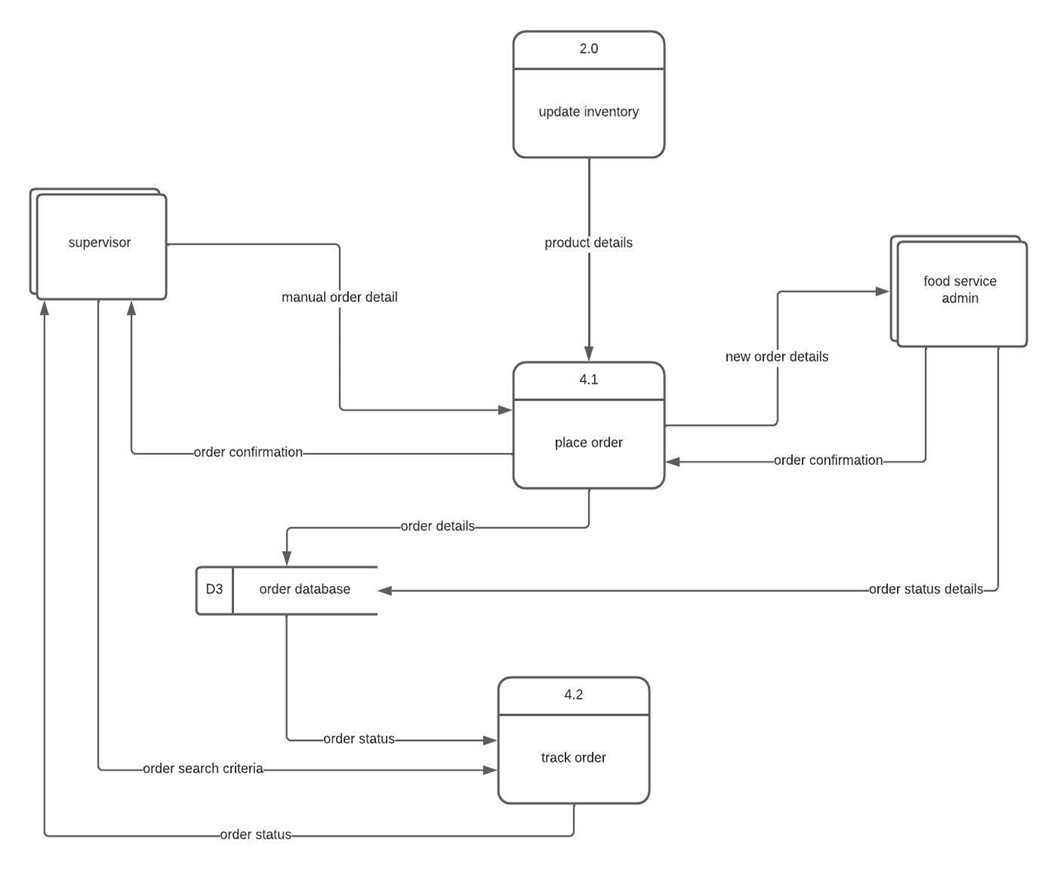 2.0
update inventory
supervisor
product details
food service
admin
manual order detail
new order details
4.1
place order
order confirmation
order confirmation
order details
D3
order database
order status details
4.2
order status
track order
order search criteria
order status